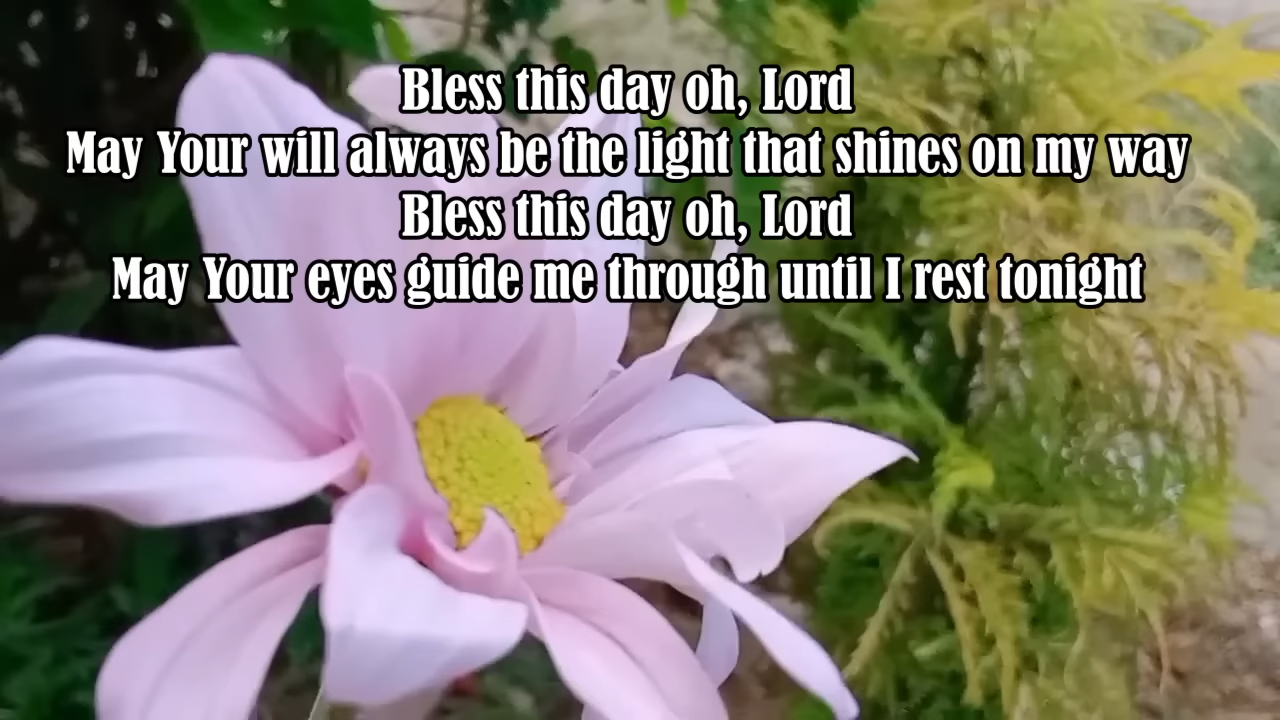 Bless this day oh, Lord
May Your will always be the light that shines on my way
Bless this day oh, Lord
May Your eyes guide me through until I rest tonight